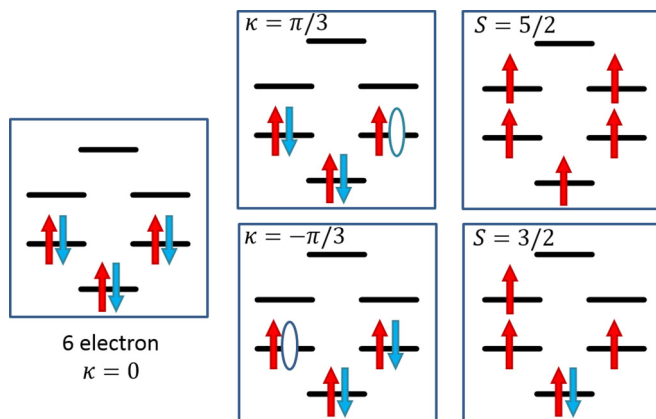 κ = π/3
S = 5/2
6 electron
κ = 0
κ = −π/3
S = 3/2